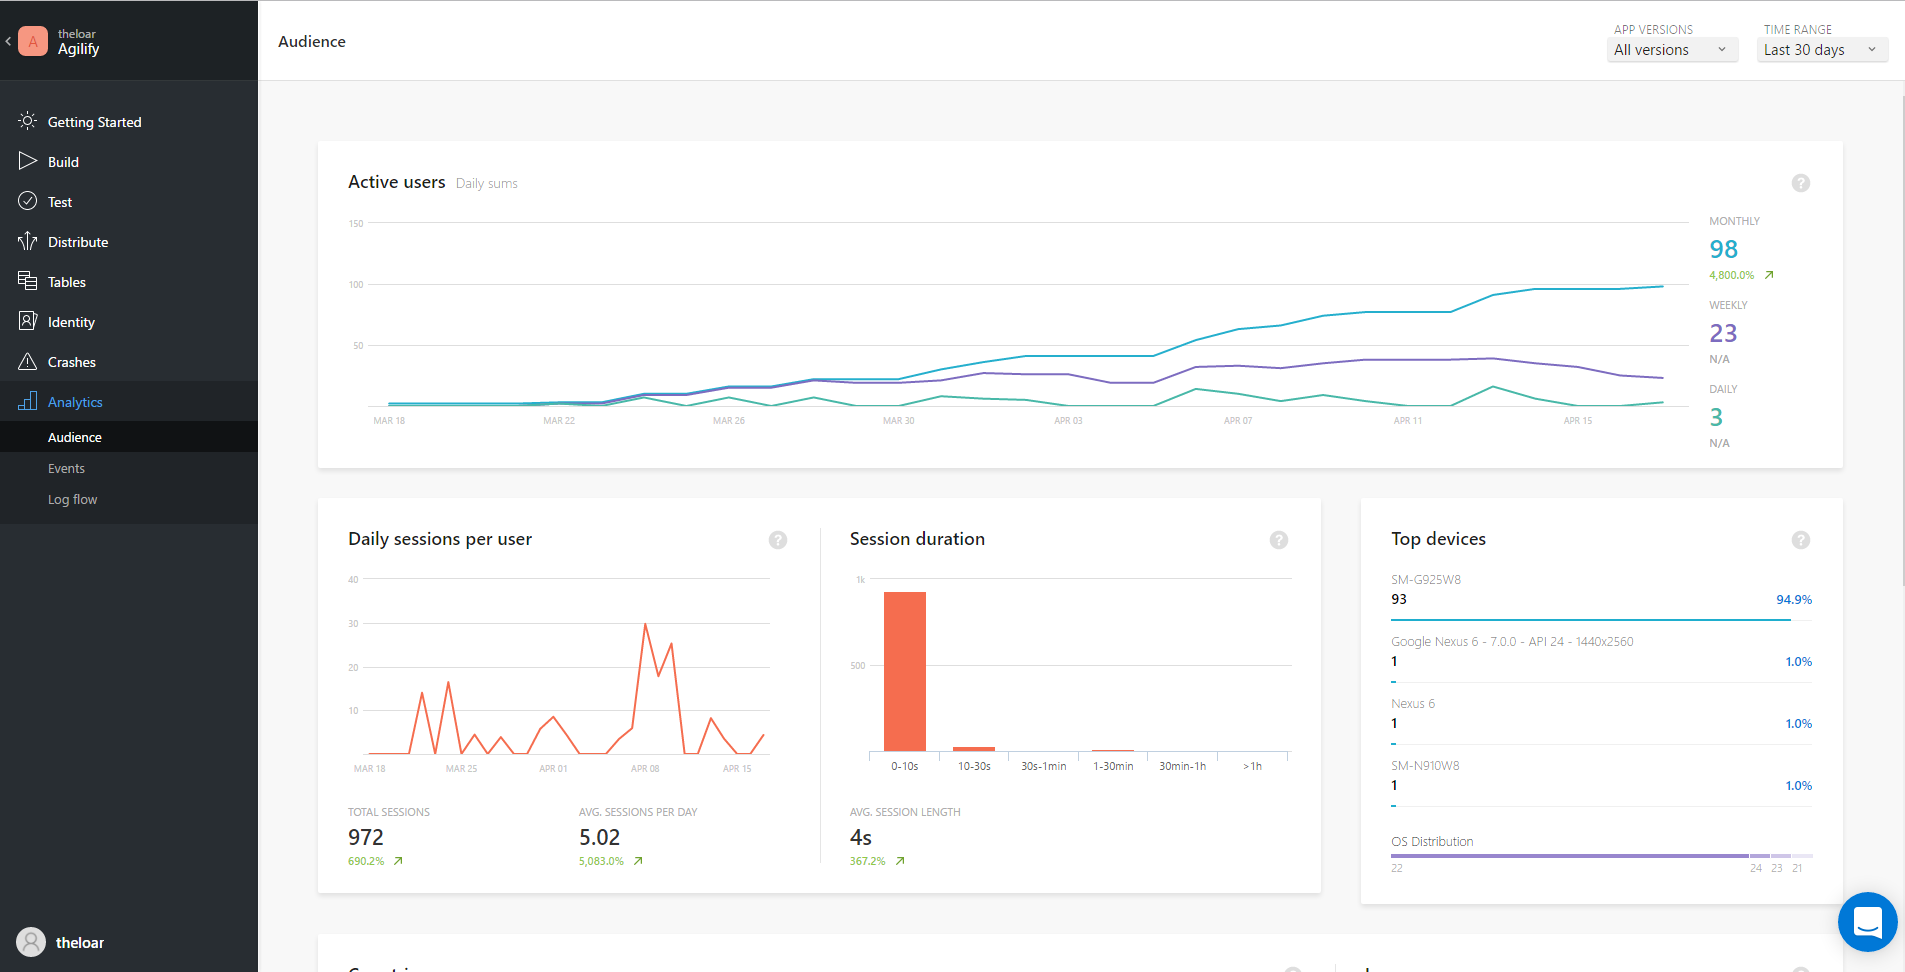 theloar
Agilify
A
Getting Started
Build
Test
Distribute
Tables
Identity
Crashes
Analytics
Audience
Events
Log flow
theloar
Audience
APP VERSIONS
All versions
TIME RANGE
Last 30 days
Active users Daily sums
?
150
100
50
MAR 18 MAR 22 MAR 26 MAR 30 APR 03 APR 07 APR 11 APR 15
MONTHLY
98
4,800.0%
WEEKLY
23
N/A
DAILY
3
N/A
Daily sessions per user
?
40
30
20
10
MAR 18 MAR 25 APR 01 APR 08 APR 15
TOTAL SESSIONS
972
690.2%
AVG. SESSIONS PER DAY
5.02
5,083.0%
Session duration
?
1k
500
0-10s 10-30s 30s-1min 1-30min 30min-1h >1h
AVG. SESSION LENGTH
4s
367.2%
Top devices
?
SM-G925W8
93 94.9%
Google Nexus 6 - 7.0.0 - API 24 - 1440x2560
1 1.0%
Nexus 6
1 1.0%
SM-N910W8
1 1.0%
OS Distribution
22 24 23 21